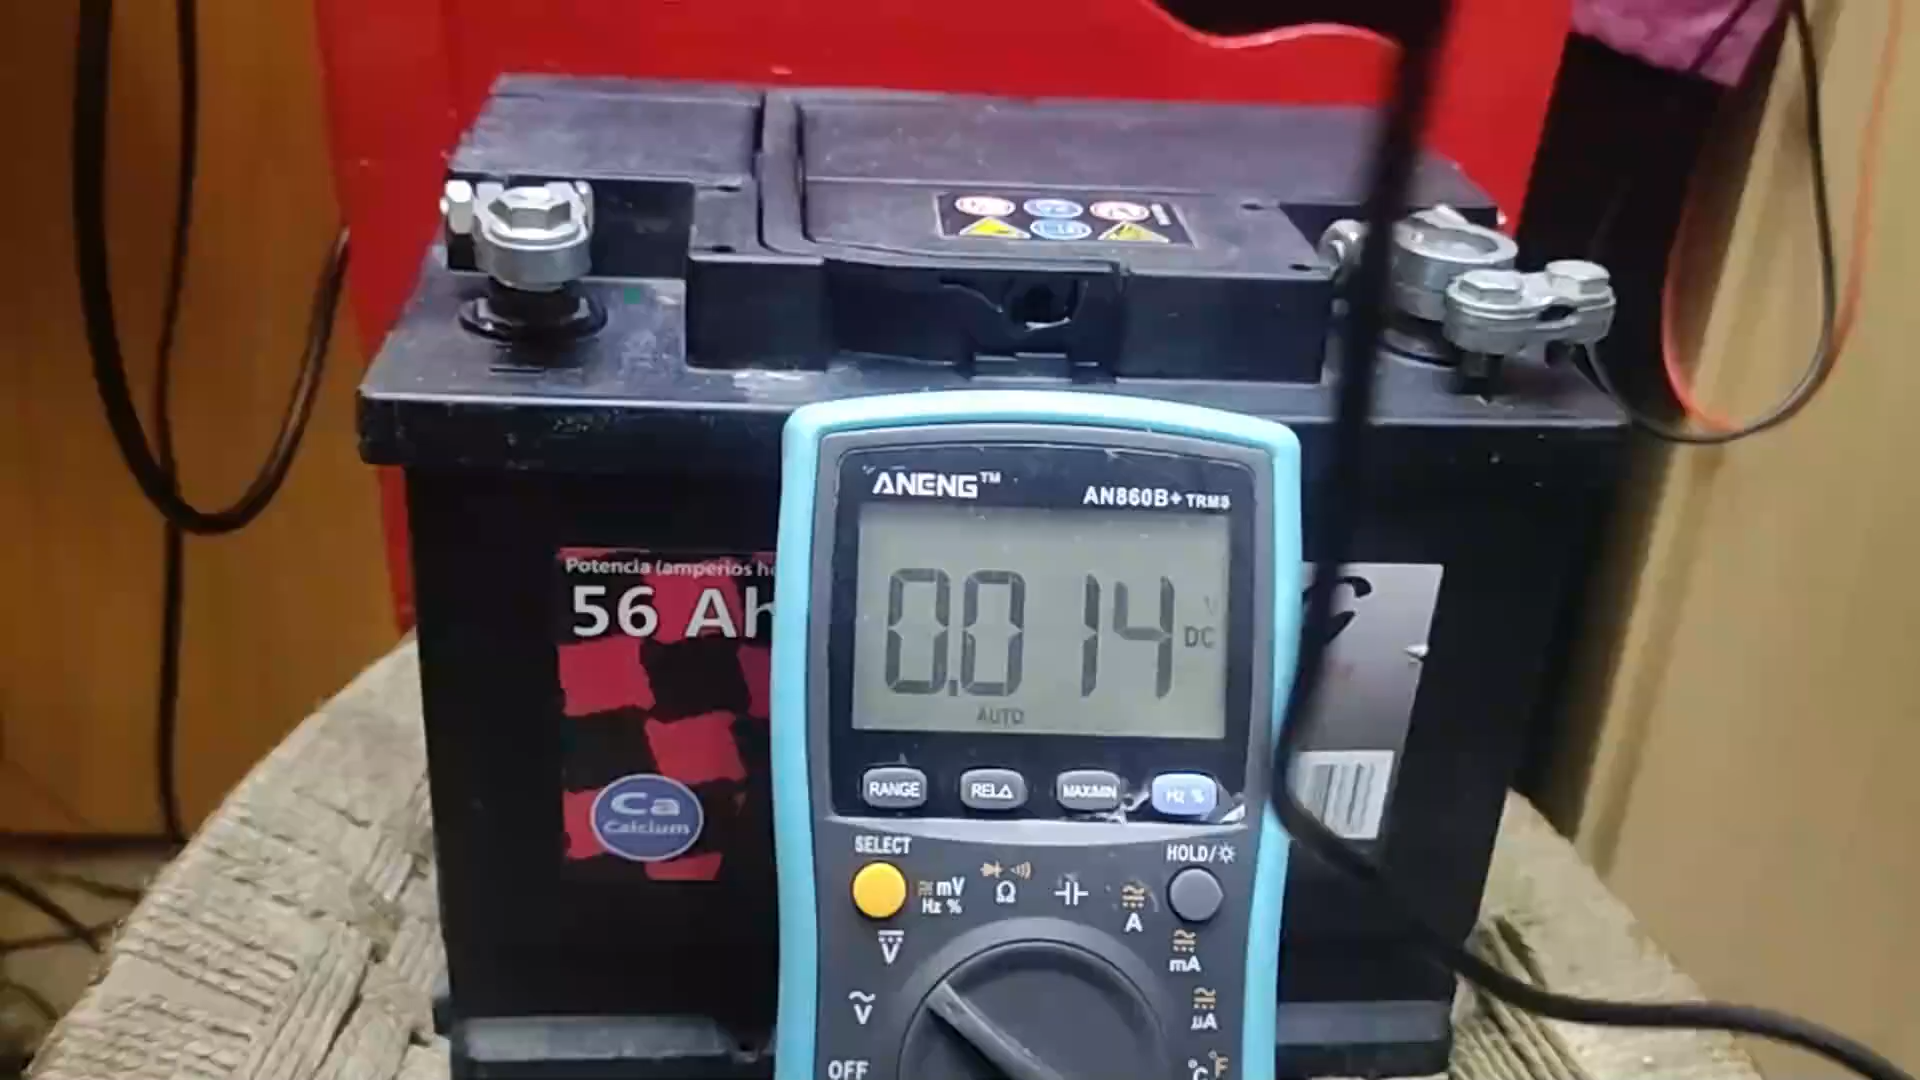 ANENG™
AN860B+ TRMS
Potencia (amperios
56 Ah
0.014
V
DC
AUTO
RANGE
REL△
MAX/MIN
Hz %
Ca
Calcium
SELECT
HOLD/☼
mV
Hz %
Ω
A
V
mA
V
µA
OFF
°C °F